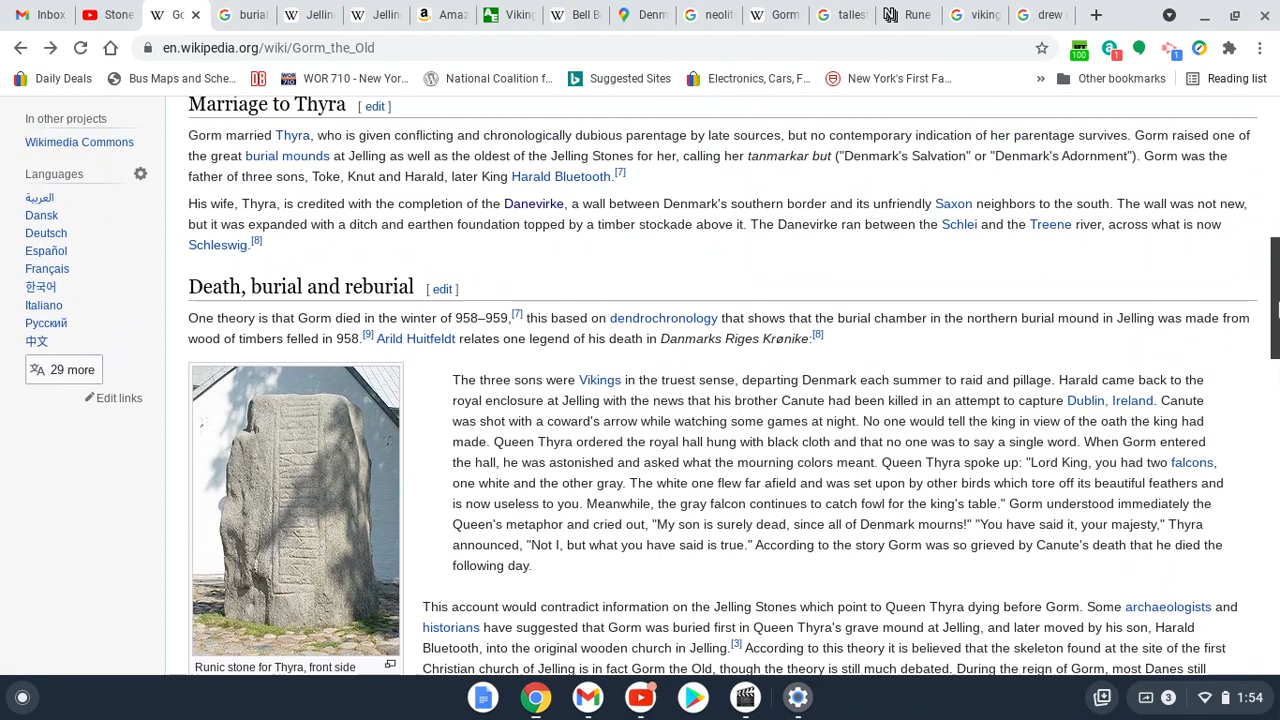 Inbox
Stone
Go
burial
Jellin
Jellin
Amaz
Viking
Bell B
Denm
neolit
Gorm
talles
Rune
viking
drew
en.wikipedia.org/wiki/Gorm_the_Old
100
1
1
Daily Deals
Bus Maps and Sche...
WOR 710 - New Yor...
National Coalition f...
Suggested Sites
Electronics, Cars, F...
New York's First Fa...
»
Other bookmarks
Reading list
In other projects
Wikimedia Commons
Languages
العربية
Dansk
Deutsch
Español
Français
한국어
Italiano
Русский
中文
29 more
Edit links
Marriage to Thyra [ edit ]
Gorm married Thyra, who is given conflicting and chronologically dubious parentage by late sources, but no contemporary indication of her parentage survives. Gorm raised one of
the great burial mounds at Jelling as well as the oldest of the Jelling Stones for her, calling her tanmarkar but ("Denmark's Salvation" or "Denmark's Adornment"). Gorm was the
father of three sons, Toke, Knut and Harald, later King Harald Bluetooth.[7]
His wife, Thyra, is credited with the completion of the Danevirke, a wall between Denmark's southern border and its unfriendly Saxon neighbors to the south. The wall was not new,
but it was expanded with a ditch and earthen foundation topped by a timber stockade above it. The Danevirke ran between the Schlei and the Treene river, across what is now
Schleswig.[8]
Death, burial and reburial [ edit ]
One theory is that Gorm died in the winter of 958–959,[7] this based on dendrochronology that shows that the burial chamber in the northern burial mound in Jelling was made from
wood of timbers felled in 958.[9] Arild Huitfeldt relates one legend of his death in Danmarks Riges Krønike:[8]
The three sons were Vikings in the truest sense, departing Denmark each summer to raid and pillage. Harald came back to the
royal enclosure at Jelling with the news that his brother Canute had been killed in an attempt to capture Dublin, Ireland. Canute
was shot with a coward's arrow while watching some games at night. No one would tell the king in view of the oath the king had
made. Queen Thyra ordered the royal hall hung with black cloth and that no one was to say a single word. When Gorm entered
the hall, he was astonished and asked what the mourning colors meant. Queen Thyra spoke up: "Lord King, you had two falcons,
one white and the other gray. The white one flew far afield and was set upon by other birds which tore off its beautiful feathers and
is now useless to you. Meanwhile, the gray falcon continues to catch fowl for the king's table." Gorm understood immediately the
Queen's metaphor and cried out, "My son is surely dead, since all of Denmark mourns!" "You have said it, your majesty," Thyra
announced, "Not I, but what you have said is true." According to the story Gorm was so grieved by Canute's death that he died the
following day.
Runic stone for Thyra, front side
This account would contradict information on the Jelling Stones which point to Queen Thyra dying before Gorm. Some archaeologists and
historians have suggested that Gorm was buried first in Queen Thyra's grave mound at Jelling, and later moved by his son, Harald
Bluetooth, into the original wooden church in Jelling.[3] According to this theory it is believed that the skeleton found at the site of the first
Christian church of Jelling is in fact Gorm the Old, though the theory is still much debated. During the reign of Gorm, most Danes still
3
1:54